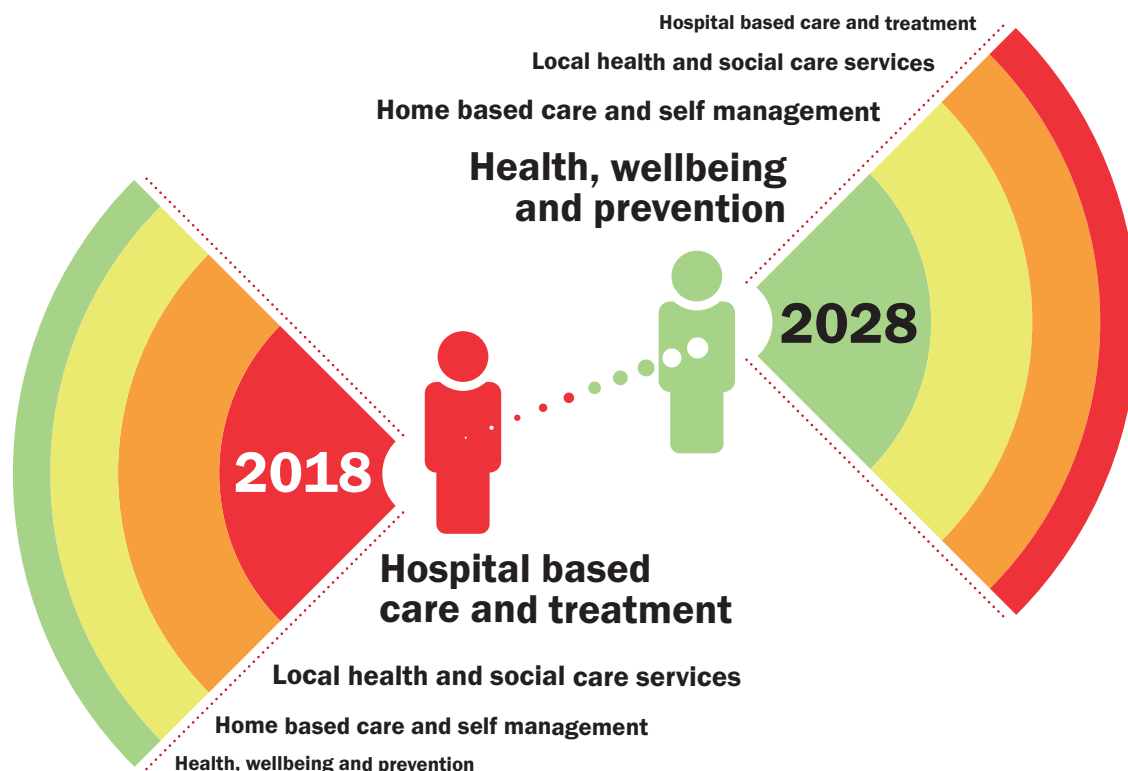 Hospital based care and treatment
Local health and social care services
Home based care and self management
Health, wellbeing
and prevention
2028
2018
Hospital based
care and treatment
Local health and social care services
Home based care and self management
Health, wellbeing and prevention